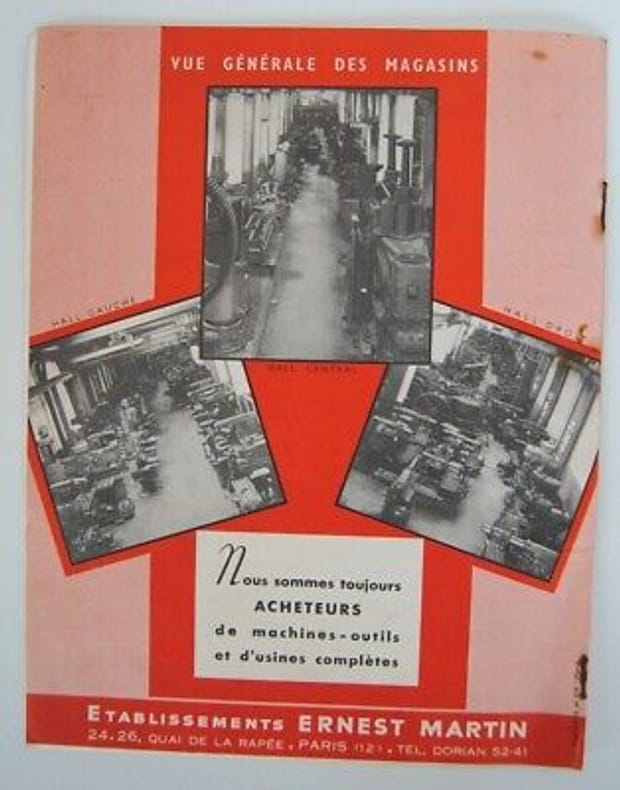 VUE GÉNÉRALE DES MAGASINS
HALL GAUCHE
HALL CENTRAL
Nous sommes toujours
ACHETEURS
de machines-outils
et d'usines complètes
ETABLISSEMENTS ERNEST MARTIN
24.26, QUAI DE LA RAPÉE. PARIS (12). TÉL. DORIAN 52-41